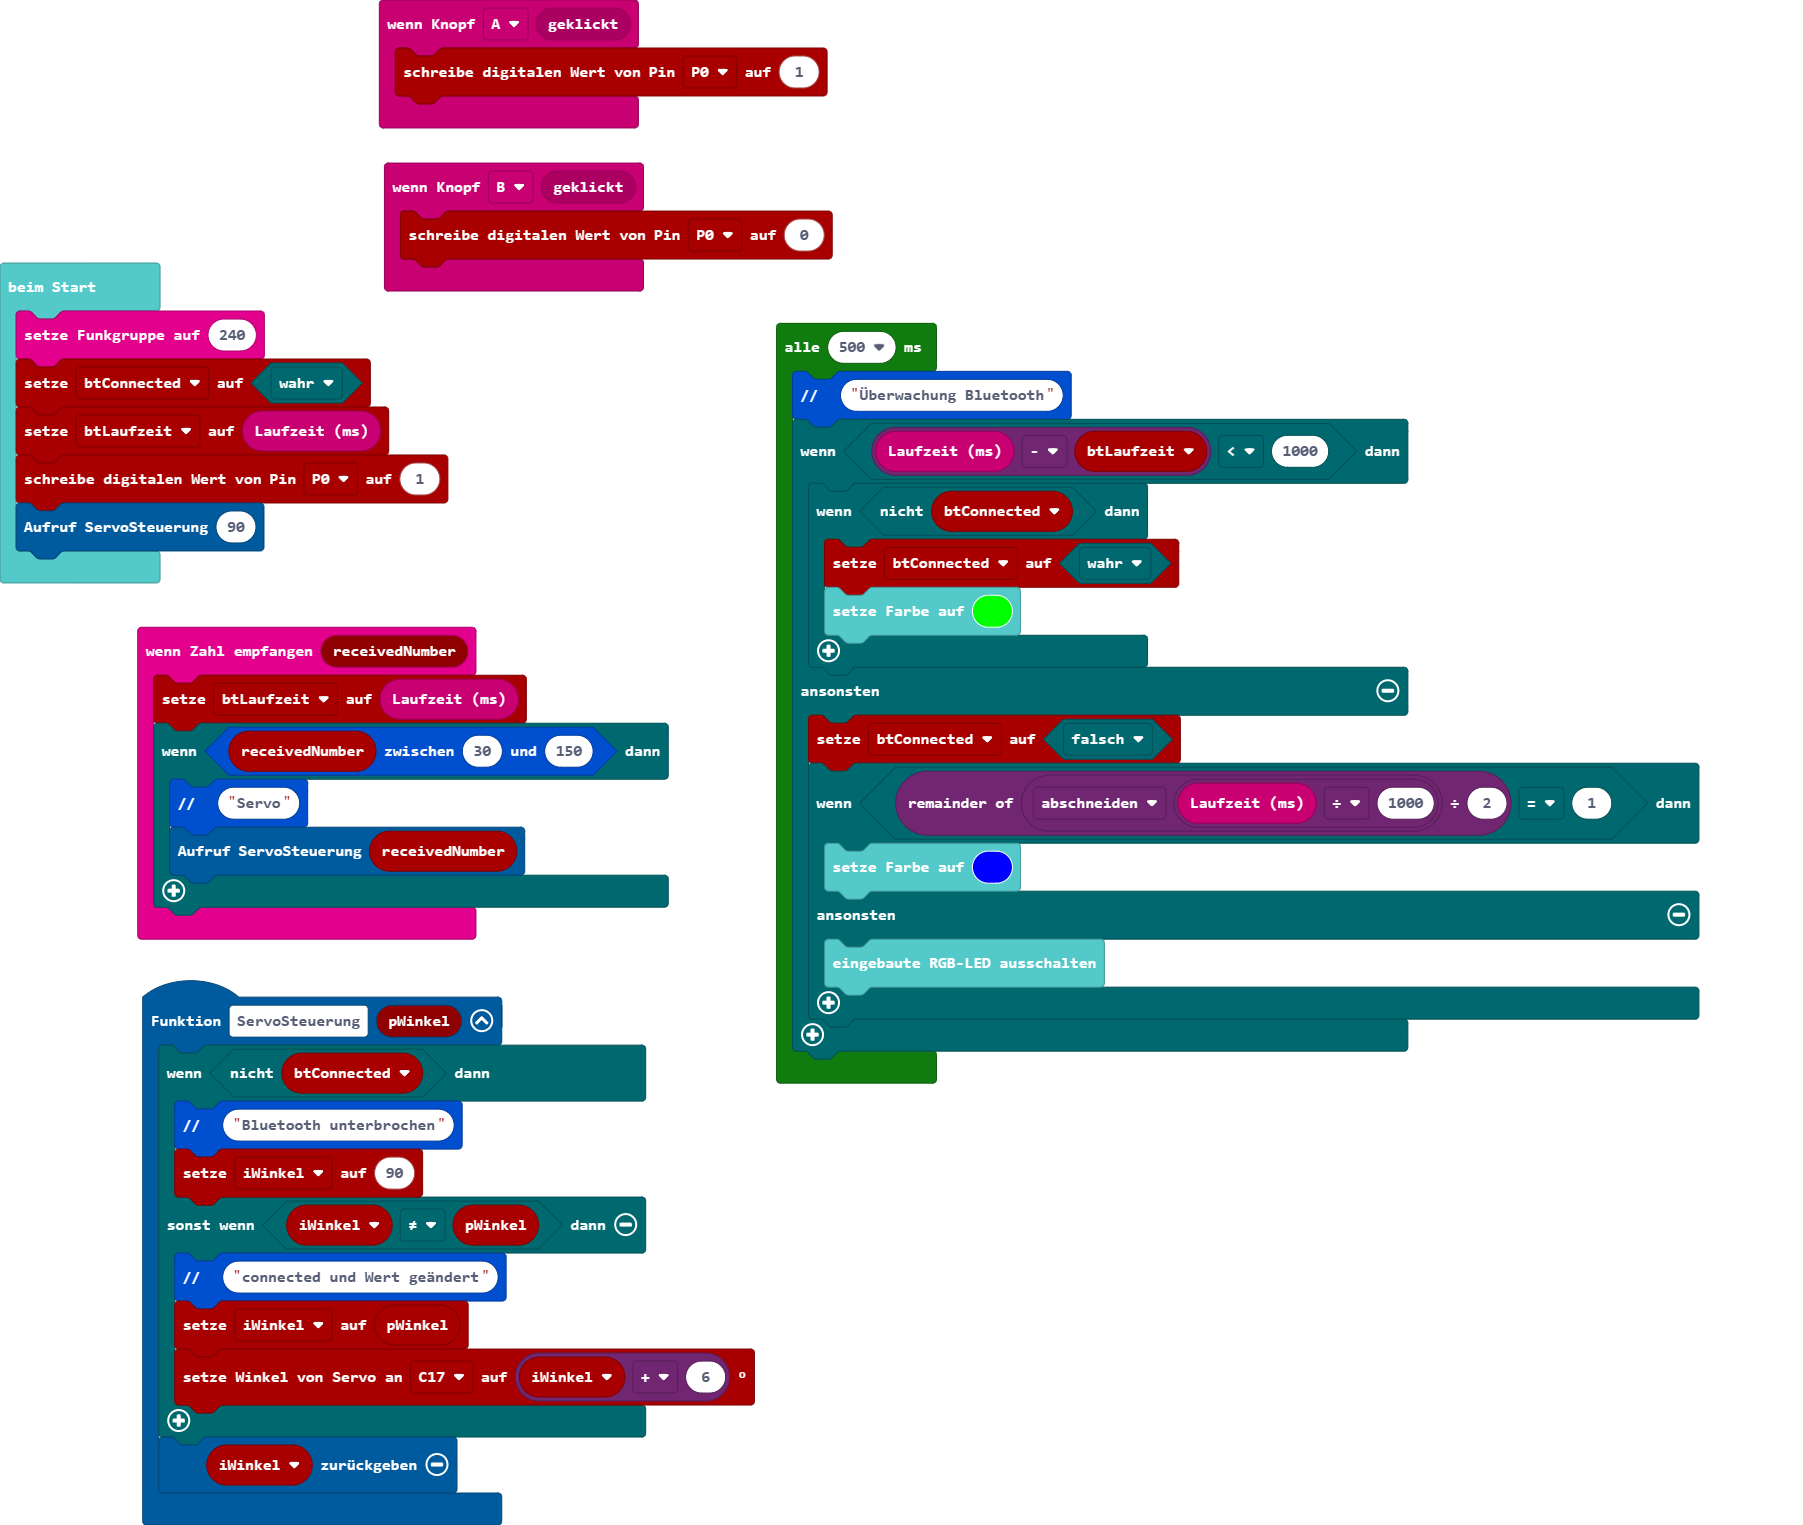 wenn Knopf A geklickt
schreibe digitalen Wert von Pin P0 auf 1
wenn Knopf B geklickt
schreibe digitalen Wert von Pin P0 auf 0
beim Start
setze Funkgruppe auf 240
setze btConnected auf wahr
setze btLaufzeit auf Laufzeit (ms)
schreibe digitalen Wert von Pin P0 auf 1
Aufruf ServoSteuerung 90
wenn Zahl empfangen receivedNumber
setze btLaufzeit auf Laufzeit (ms)
wenn receivedNumber zwischen 30 und 150 dann
// "Servo"
Aufruf ServoSteuerung receivedNumber
Funktion ServoSteuerung pWinkel
wenn nicht btConnected dann
// "Bluetooth unterbrochen"
setze iWinkel auf 90
sonst wenn iWinkel ≠ pWinkel dann
// "connected und Wert geändert"
setze iWinkel auf pWinkel
setze Winkel von Servo an C17 auf iWinkel + 6 °
iWinkel zurückgeben
alle 500 ms
// "Überwachung Bluetooth"
wenn Laufzeit (ms) - btLaufzeit < 1000 dann
wenn nicht btConnected dann
setze btConnected auf wahr
setze Farbe auf
ansonsten
setze btConnected auf falsch
wenn remainder of abschneiden Laufzeit (ms) ÷ 1000 ÷ 2 = 1 dann
setze Farbe auf
ansonsten
eingebaute RGB-LED ausschalten